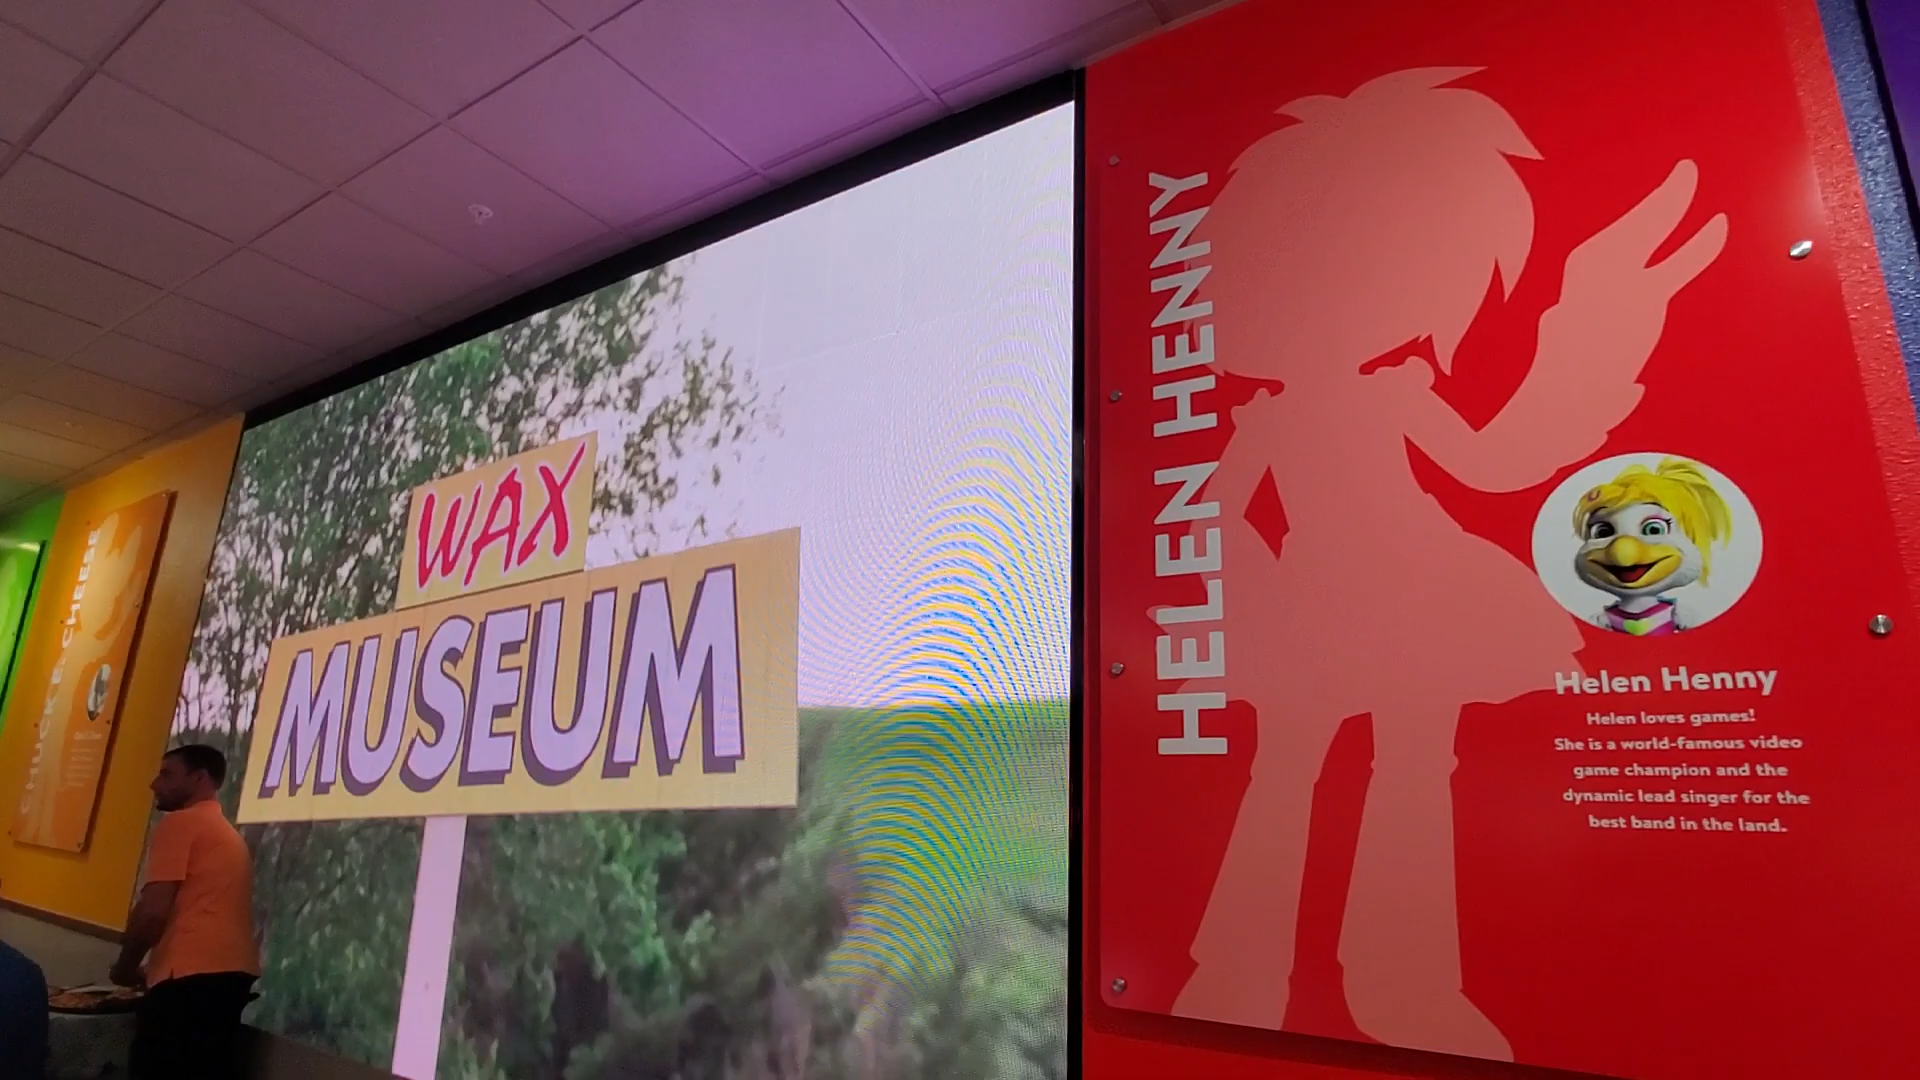 CHUCK E. CHEESE
WAX
MUSEUM
HELEN HENNY
Helen Henny
Helen loves games!
She is a world-famous video
game champion and the
dynamic lead singer for the
best band in the land.